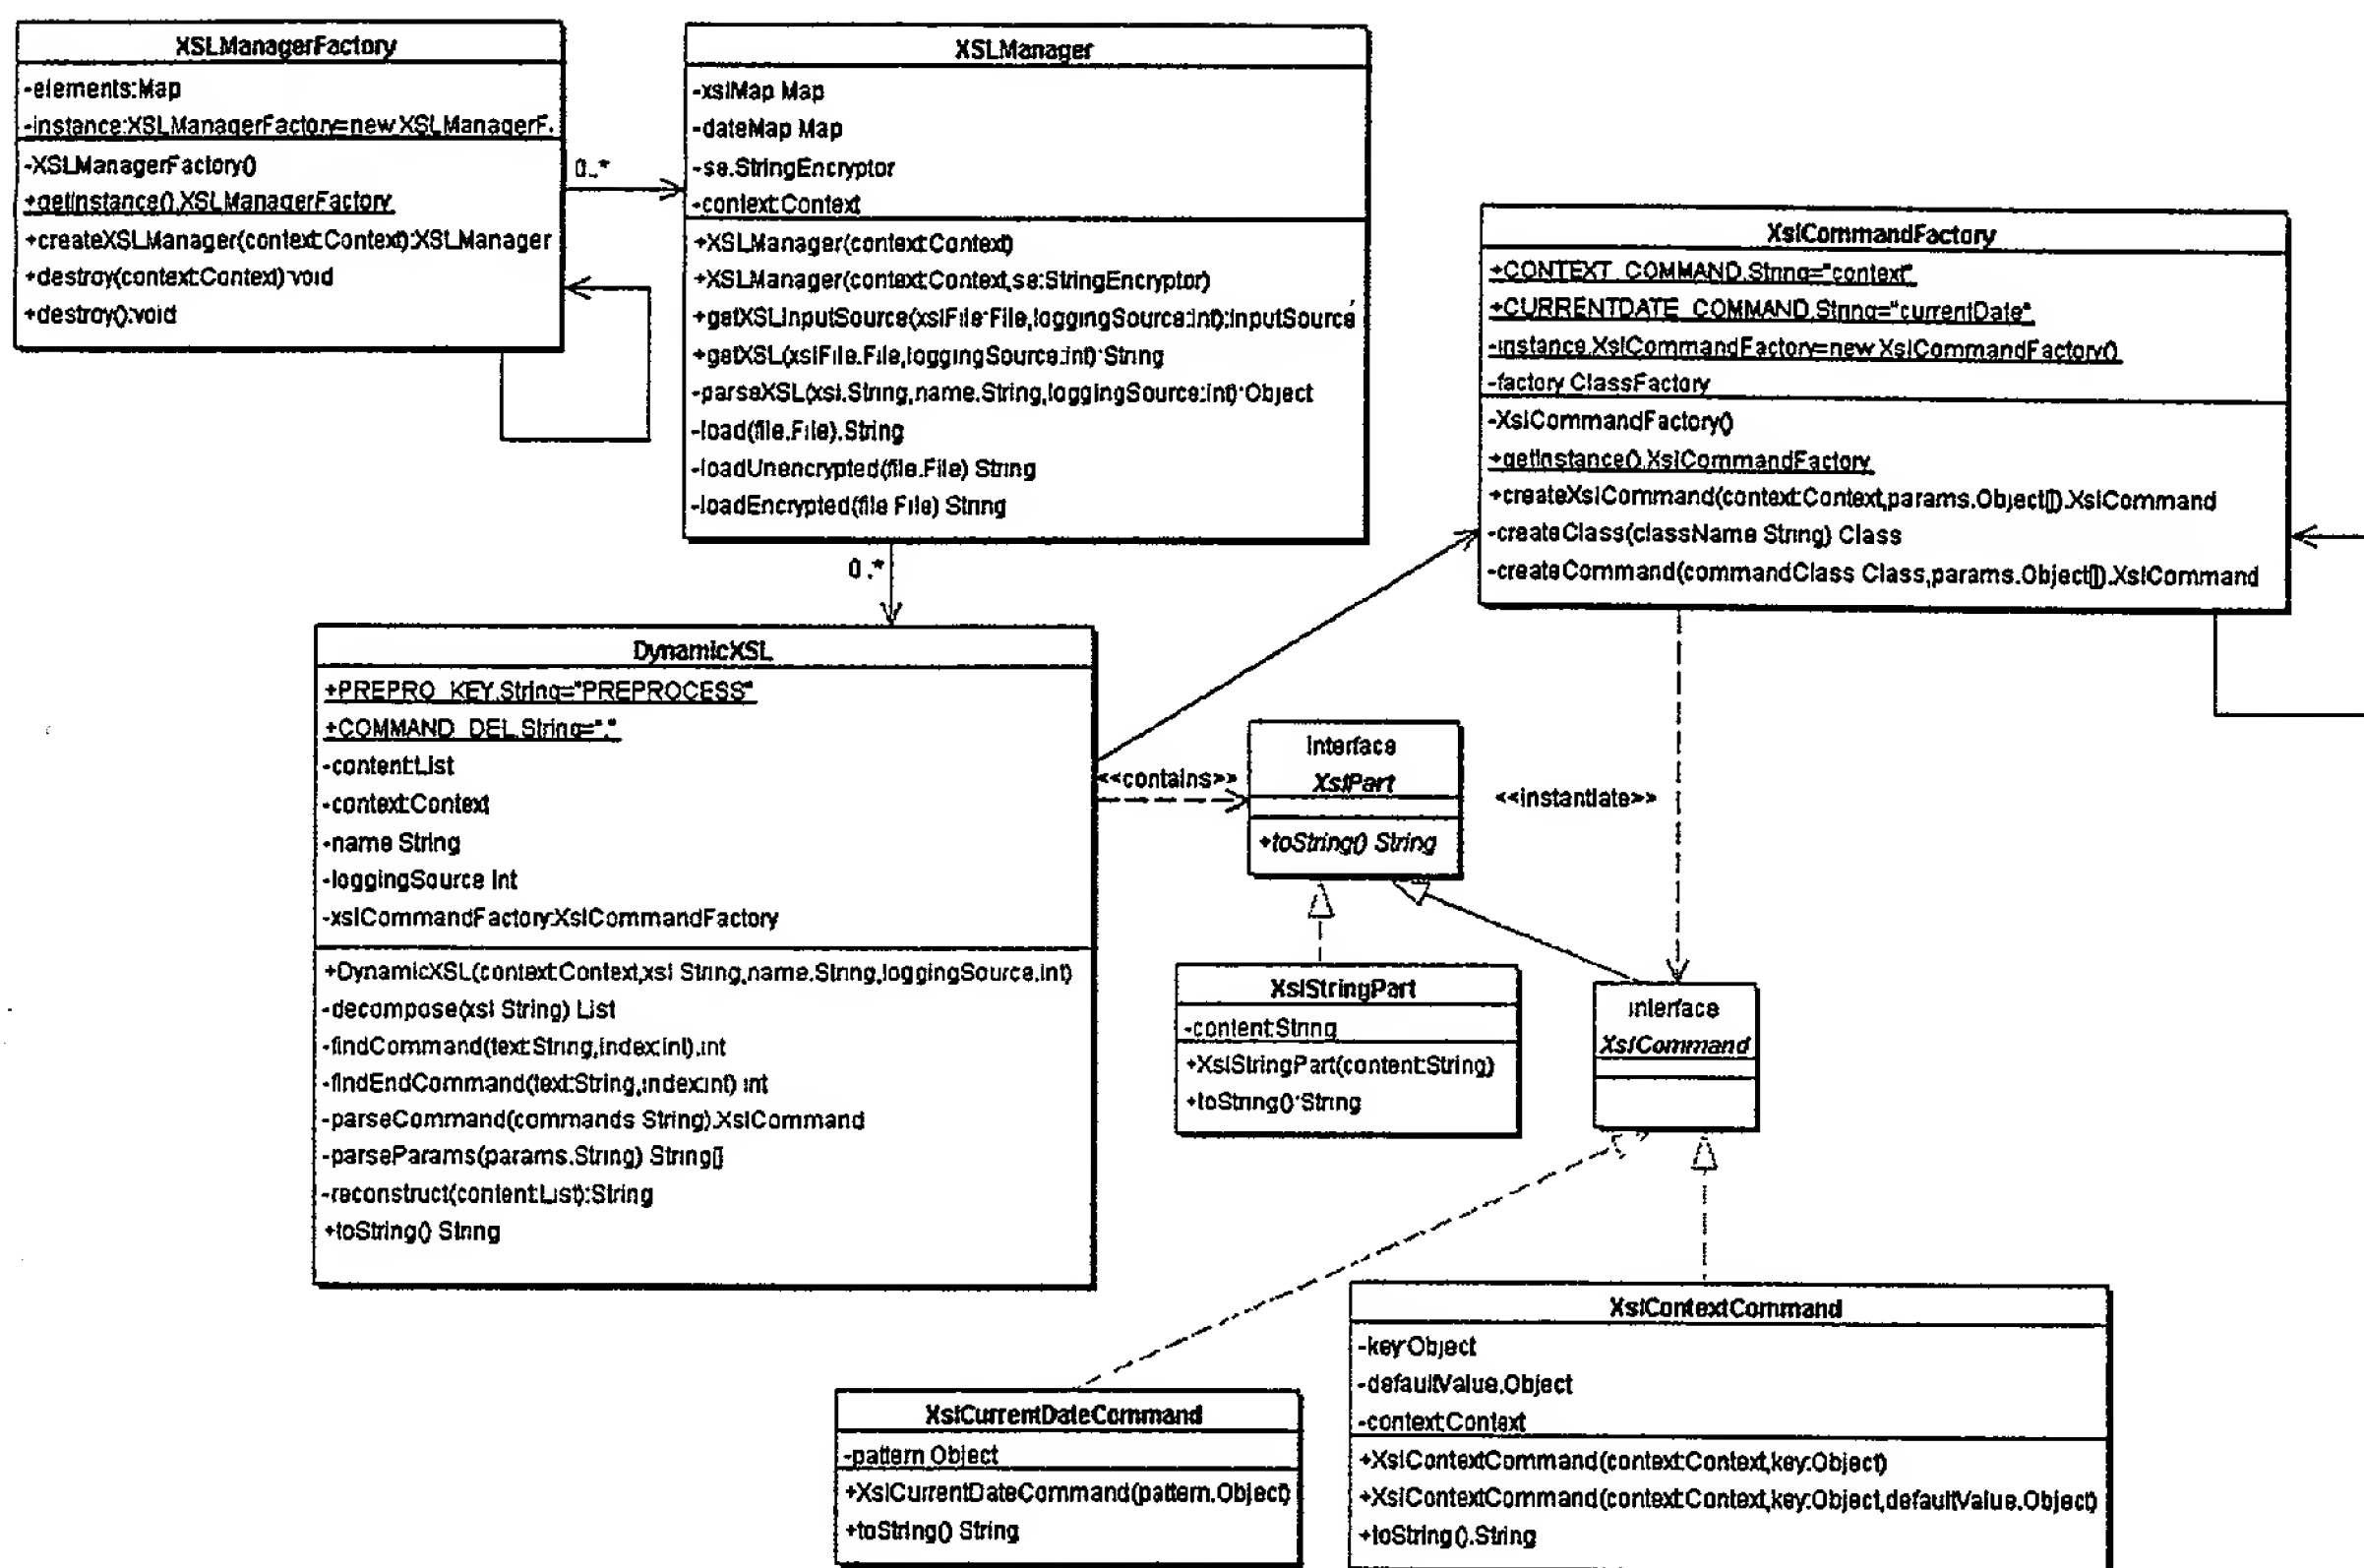 XSLManagerFactory
-elements:Map
-instance:XSLManagerFactory=new XSLManagerF.
-XSLManagerFactory()
+getInstance().XSLManagerFactory
+createXSLManager(context:Context):XSLManager
+destroy(context:Context) void
+destroy():void
0..*
XSLManager
-xslMap Map
-dateMap Map
-se.StringEncryptor
-context:Context
+XSLManager(context:Context)
+XSLManager(context:Context,se:StringEncryptor)
+getXSLInputSource(xslFile:File,loggingSource:int):InputSource
+getXSL(xslFile.File,loggingSource:int):String
-parseXSL(xsl.String,name.String,loggingSource:int):Object
-load(file.File).String
-loadUnencrypted(file.File) String
-loadEncrypted(file File) String
0..*
XslCommandFactory
+CONTEXT_COMMAND.String="context"
+CURRENTDATE_COMMAND.String="currentDate"
-instance.XslCommandFactory=new XslCommandFactory()
-factory ClassFactory
-XslCommandFactory()
+getInstance().XslCommandFactory
+createXslCommand(context:Context,params.Object[]).XslCommand
-createClass(className String) Class
-createCommand(commandClass Class,params.Object[]).XslCommand
DynamicXSL
+PREPRO_KEY.String="PREPROCESS"
+COMMAND_DEL.String="."
-content:List
-context:Context
-name String
-loggingSource int
-xslCommandFactory:XslCommandFactory
+DynamicXSL(context:Context,xsl String,name.String,loggingSource.int)
-decompose(xsl String) List
-findCommand(text:String,index:int).int
-findEndCommand(text:String,index:int) int
-parseCommand(commands String).XslCommand
-parseParams(params.String) String[]
-reconstruct(content:List):String
+toString() String
<<contains>>
interface
XslPart
+toString() String
<<instantiate>>
XslStringPart
-content:String
+XslStringPart(content:String)
+toString():String
interface
XslCommand
XslCurrentDateCommand
-pattern Object
+XslCurrentDateCommand(pattern.Object)
+toString() String
XslContextCommand
-key:Object
-defaultValue.Object
-context:Context
+XslContextCommand(context:Context,key:Object)
+XslContextCommand(context:Context,key:Object,defaultValue.Object)
+toString().String